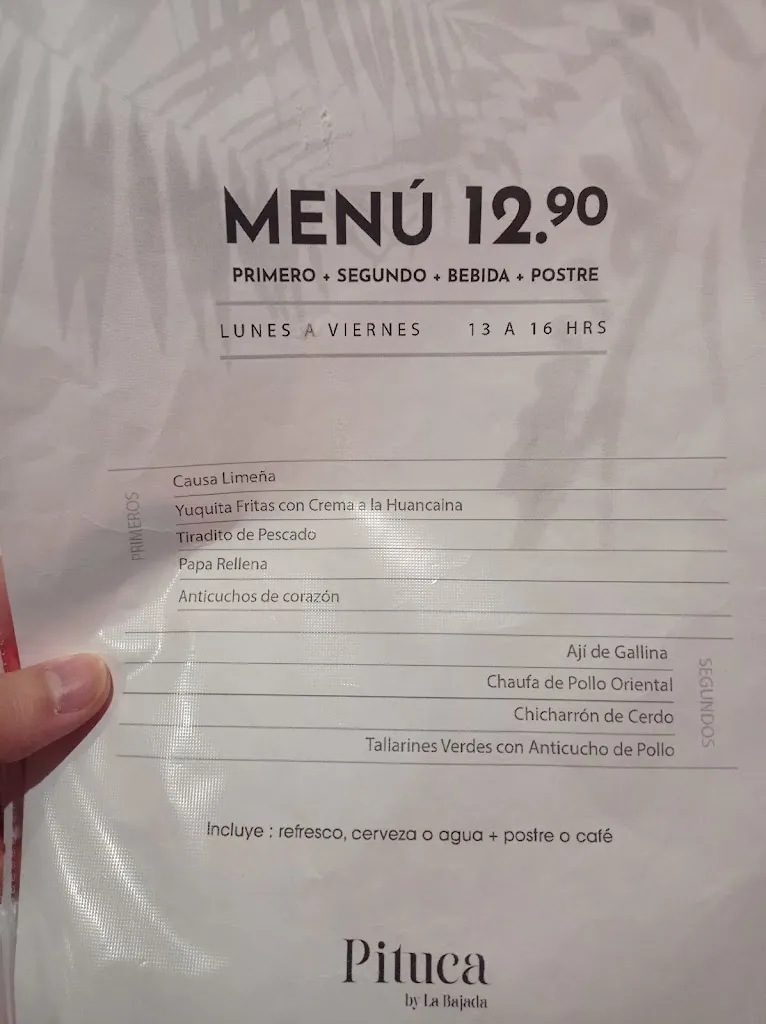 MENÚ 12.90
PRIMERO + SEGUNDO + BEBIDA + POSTRE
LUNES A VIERNES 13 A 16 HRS
PRIMEROS
Causa Limeña
Yuquita Fritas con Crema a la Huancaina
Tiradito de Pescado
Papa Rellena
Anticuchos de corazón
SEGUNDOS
Ají de Gallina
Chaufa de Pollo Oriental
Chicharrón de Cerdo
Tallarines Verdes con Anticucho de Pollo
Incluye : refresco, cerveza o agua + postre o café
Pituca
by La Bajada